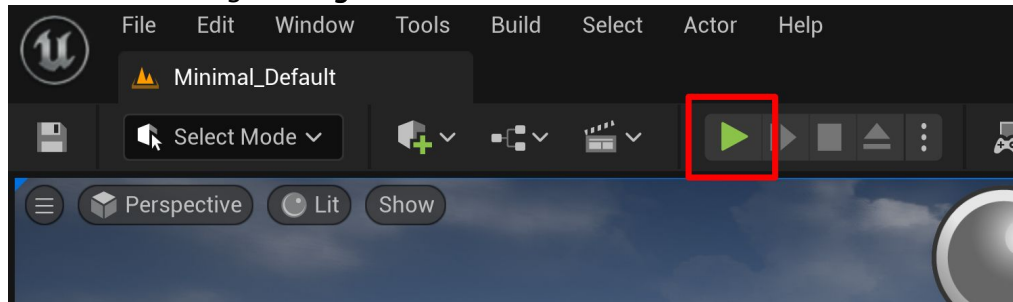 File Edit Window Tools Build Select Actor Help
Minimal_Default
Select Mode
Perspective Lit Show